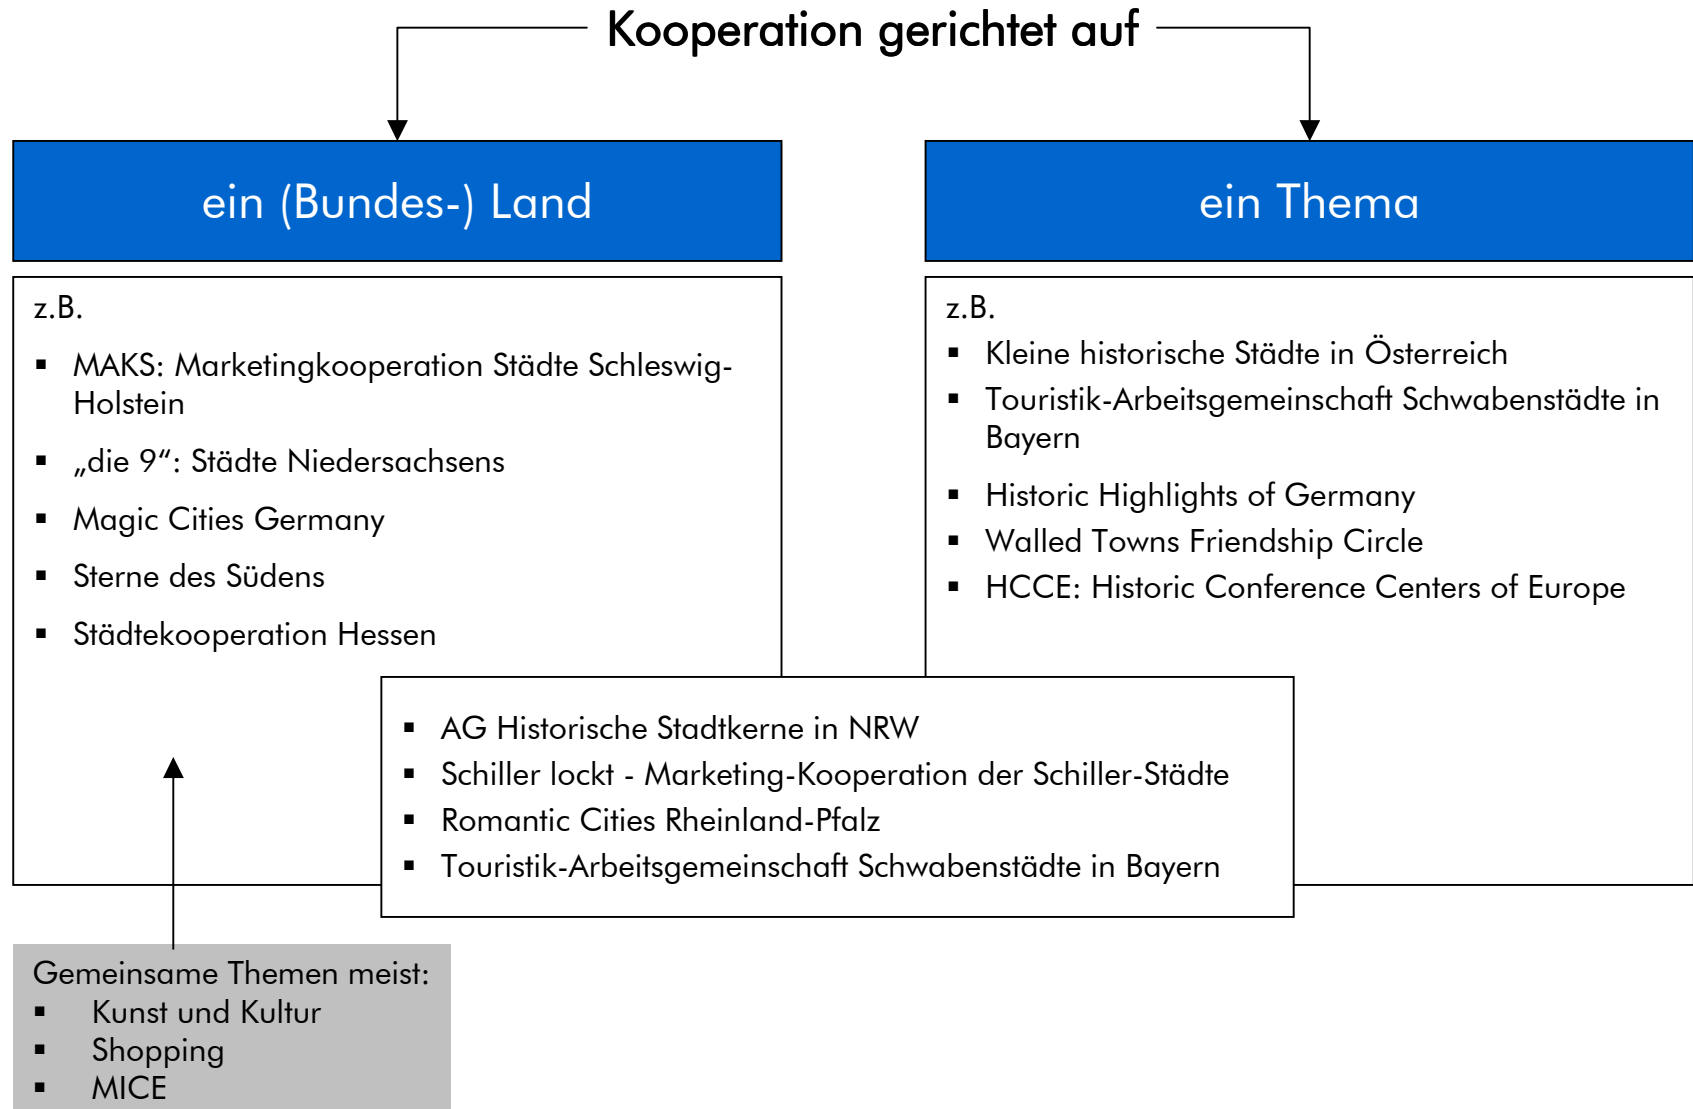 Kooperation gerichtet auf
ein (Bundes-) Land
z.B.
▪ MAKS: Marketingkooperation Städte Schleswig-
Holstein
▪ „die 9“: Städte Niedersachsens
▪ Magic Cities Germany
▪ Sterne des Südens
▪ Städtekooperation Hessen
ein Thema
z.B.
▪ Kleine historische Städte in Österreich
▪ Touristik-Arbeitsgemeinschaft Schwabenstädte in
Bayern
▪ Historic Highlights of Germany
▪ Walled Towns Friendship Circle
▪ HCCE: Historic Conference Centers of Europe
▪ AG Historische Stadtkerne in NRW
▪ Schiller lockt - Marketing-Kooperation der Schiller-Städte
▪ Romantic Cities Rheinland-Pfalz
▪ Touristik-Arbeitsgemeinschaft Schwabenstädte in Bayern
Gemeinsame Themen meist:
▪ Kunst und Kultur
▪ Shopping
▪ MICE